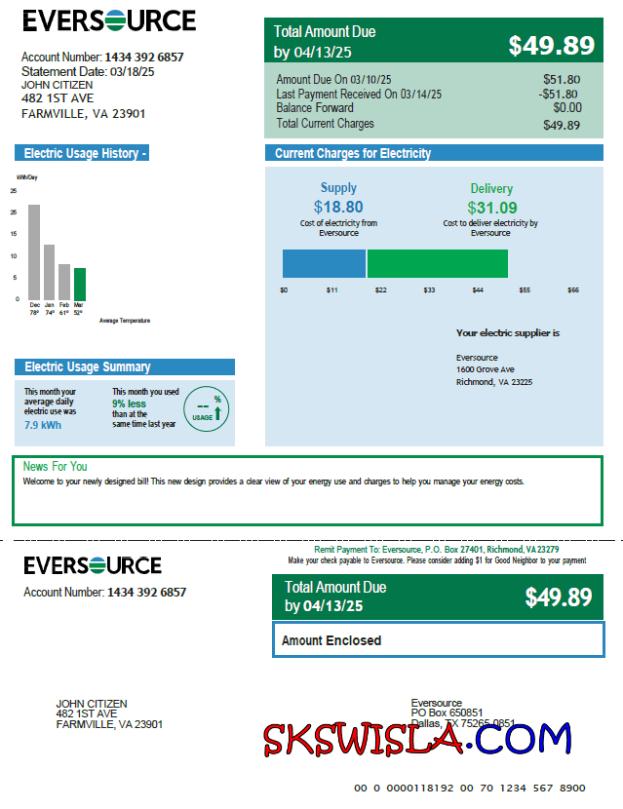 EVERSOURCE
Account Number: 1434 392 6857
Statement Date: 03/18/25
JOHN CITIZEN
482 1ST AVE
FARMVILLE, VA 23901
Total Amount Due
by 04/13/25
$49.89
Amount Due On 03/10/25 $51.80
Last Payment Received On 03/14/25 -$51.80
Balance Forward $0.00
Total Current Charges $49.89
Electric Usage History -
kWh/Day
25
25
15
10
5
0
Dec Jan Feb Mar
78° 74° 61° 52°
Average Temperature
Current Charges for Electricity
Supply
$18.80
Cost of electricity from
Eversource
Delivery
$31.09
Cost to deliver electricity by
Eversource
$0 $11 $22 $33 $44 $55 $66
Your electric supplier is
Eversource
1600 Grove Ave
Richmond, VA 23225
Electric Usage Summary
This month your
average daily
electric use was
7.9 kWh
This month you used
9% less
than at the
same time last year
-- %
USAGE
News For You
Welcome to your newly designed bill! This new design provides a clear view of your energy use and charges to help you manage your energy costs.
EVERSOURCE
Account Number: 1434 392 6857
Remit Payment To: Eversource, P.O. Box 27401, Richmond, VA 23279
Make your check payable to Eversource. Please consider adding $1 for Good Neighbor to your payment
Total Amount Due
by 04/13/25
$49.89
Amount Enclosed
JOHN CITIZEN
482 1ST AVE
FARMVILLE, VA 23901
Eversource
PO Box 650851
Dallas, TX 75265-0851
SKSWISLA.COM
00 0 0000118192 00 70 1234 567 8900